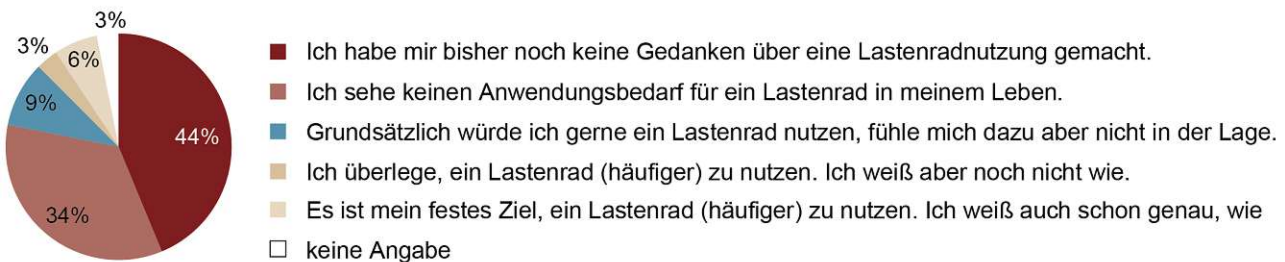 3%
3%
6%
9%
44%
34%
Ich habe mir bisher noch keine Gedanken über eine Lastenradnutzung gemacht.
Ich sehe keinen Anwendungsbedarf für ein Lastenrad in meinem Leben.
Grundsätzlich würde ich gerne ein Lastenrad nutzen, fühle mich dazu aber nicht in der Lage.
Ich überlege, ein Lastenrad (häufiger) zu nutzen. Ich weiß aber noch nicht wie.
Es ist mein festes Ziel, ein Lastenrad (häufiger) zu nutzen. Ich weiß auch schon genau, wie
keine Angabe